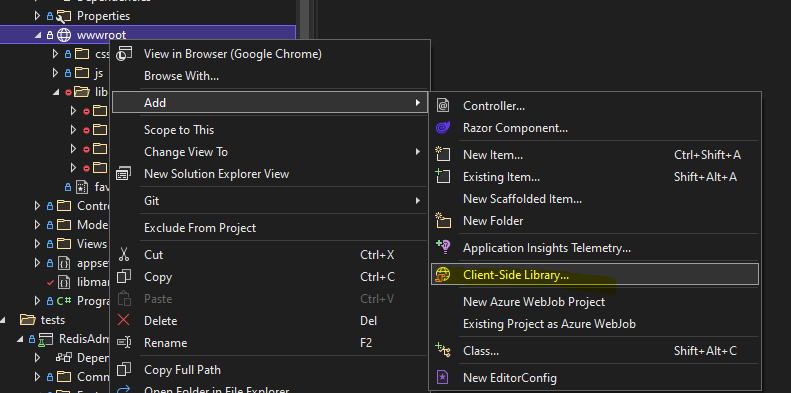 Properties
wwwroot
css
js
lib
fav
Contro
Mode
Views
appset
libma
C# Progra
tests
RedisAdm
Depe
Comm
View in Browser (Google Chrome)
Browse With...
Add
Scope to This
Change View To
New Solution Explorer View
Git
Exclude From Project
Cut Ctrl+X
Copy Ctrl+C
Paste Ctrl+V
Delete Del
Rename F2
Copy Full Path
Open Folder in File Explorer
Controller...
Razor Component...
New Item... Ctrl+Shift+A
Existing Item... Shift+Alt+A
New Scaffolded Item...
New Folder
Application Insights Telemetry...
Client-Side Library...
New Azure WebJob Project
Existing Project as Azure WebJob
Class... Shift+Alt+C
New EditorConfig